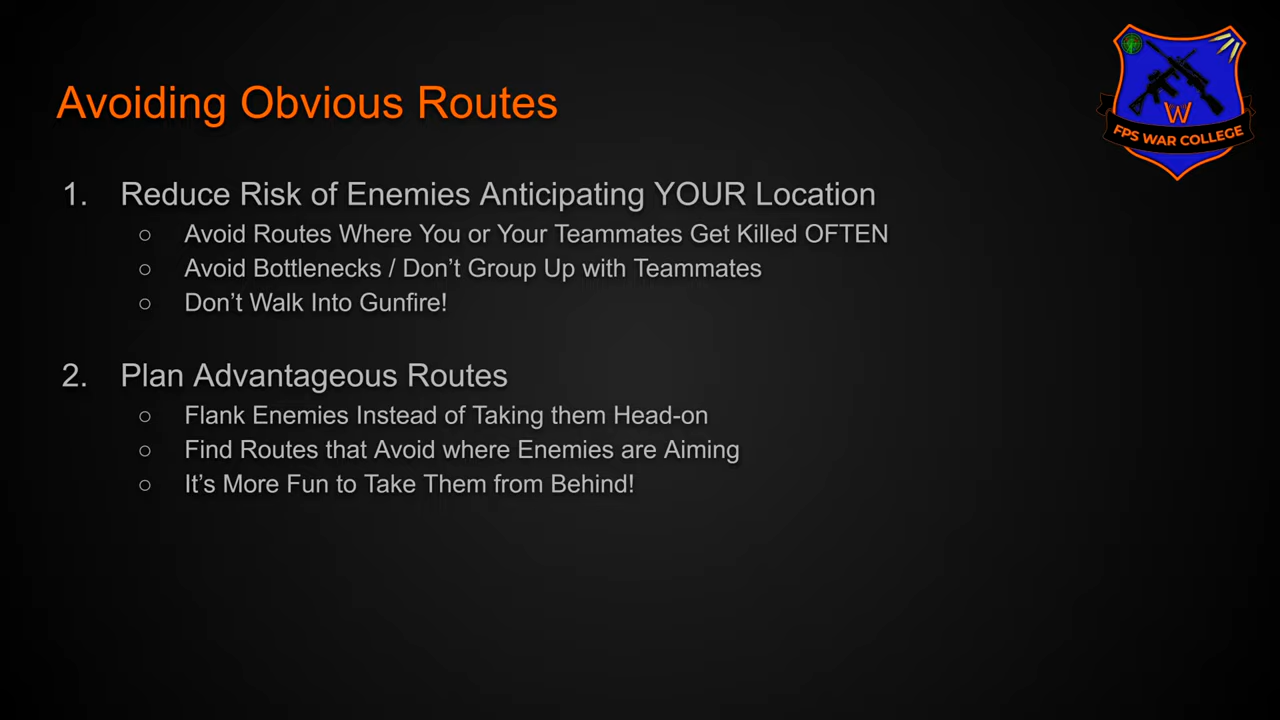 Avoiding Obvious Routes
W
FPS WAR COLLEGE
1. Reduce Risk of Enemies Anticipating YOUR Location
○ Avoid Routes Where You or Your Teammates Get Killed OFTEN
○ Avoid Bottlenecks / Don’t Group Up with Teammates
○ Don’t Walk Into Gunfire!
2. Plan Advantageous Routes
○ Flank Enemies Instead of Taking them Head-on
○ Find Routes that Avoid where Enemies are Aiming
○ It’s More Fun to Take Them from Behind!